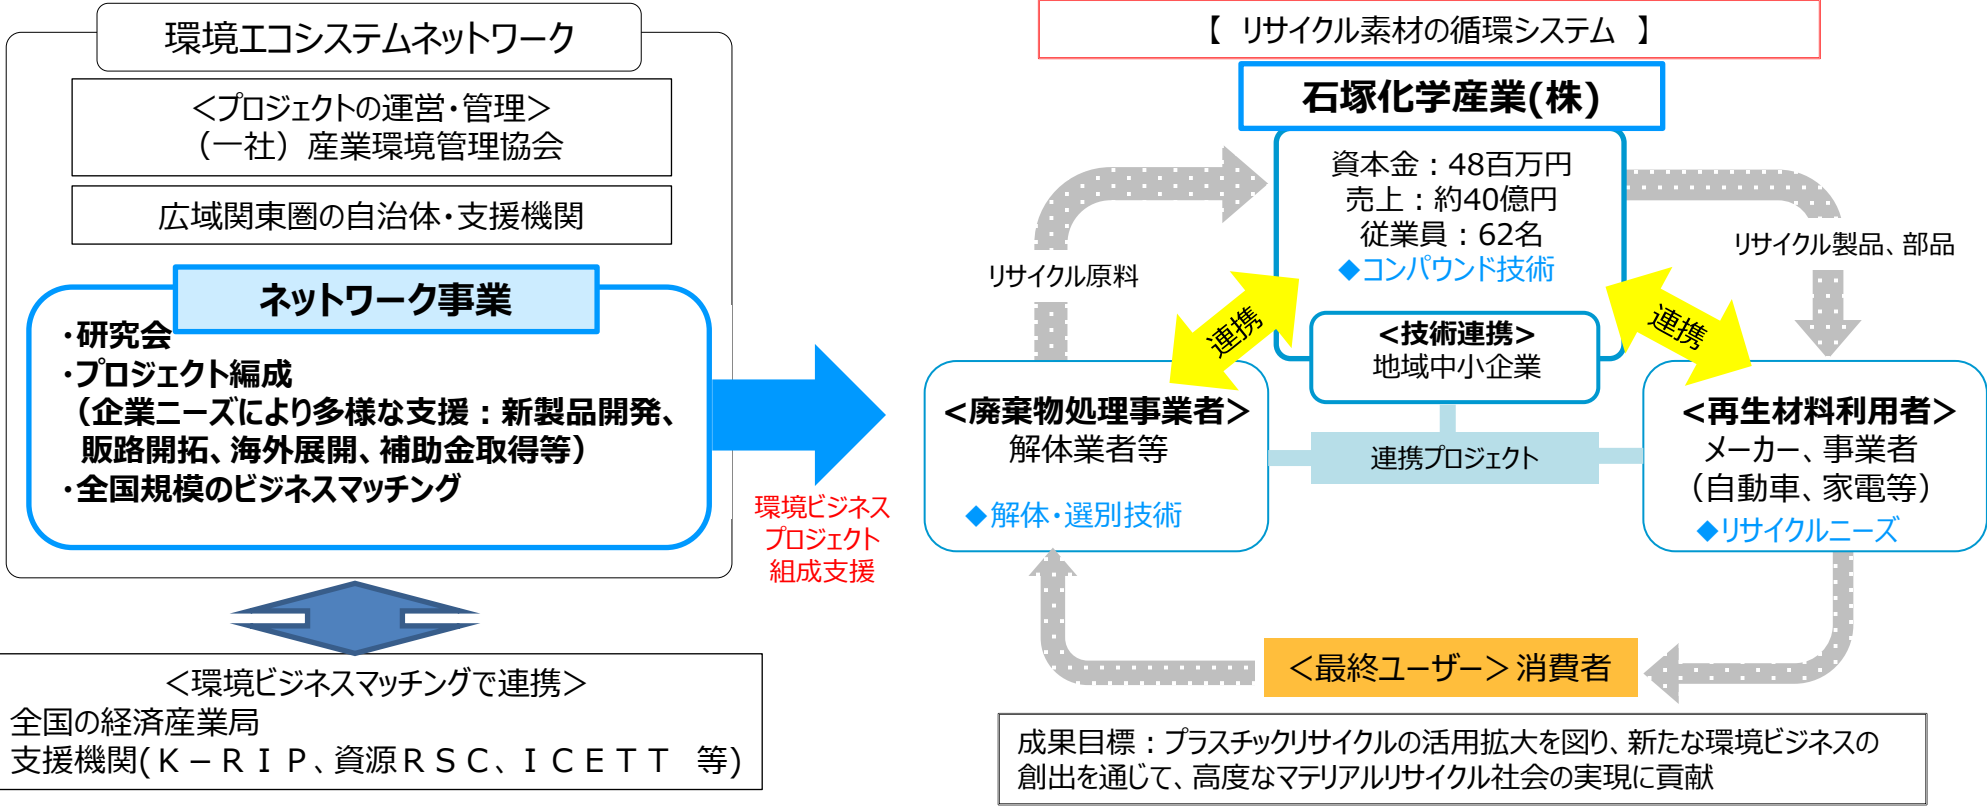 環境エコシステムネットワーク
<プロジェクトの運営・管理>
（一社）産業環境管理協会
広域関東圏の自治体・支援機関
ネットワーク事業
・研究会
・プロジェクト編成
（企業ニーズにより多様な支援：新製品開発、
販路開拓、海外展開、補助金取得等）
・全国規模のビジネスマッチング
環境ビジネス
プロジェクト
組成支援
<環境ビジネスマッチングで連携>
全国の経済産業局
支援機関(Ｋ－ＲＩＰ、資源ＲＳＣ、ＩＣＥＴＴ　等)
【　リサイクル素材の循環システム　】
石塚化学産業(株)
資本金：48百万円
売上：約40億円
従業員：62名
◆コンパウンド技術
リサイクル原料
リサイクル製品、部品
連携
連携
<技術連携>
地域中小企業
<廃棄物処理事業者>
解体業者等
◆解体・選別技術
連携プロジェクト
<再生材料利用者>
メーカー、事業者
（自動車、家電等）
◆リサイクルニーズ
<最終ユーザー>消費者
成果目標：プラスチックリサイクルの活用拡大を図り、新たな環境ビジネスの
創出を通じて、高度なマテリアルリサイクル社会の実現に貢献